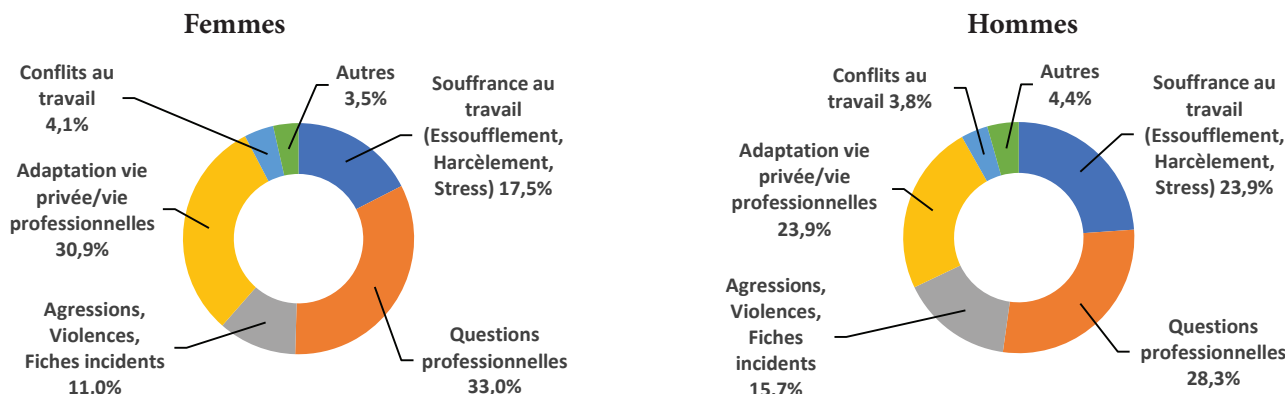 Femmes
Conflits au
travail
4,1%
Autres
3,5%
Souffrance au
travail
(Essoufflement,
Harcèlement,
Stress) 17,5%
Adaptation vie
privée/vie
professionnelles
30,9%
Agressions,
Violences,
Fiches incidents
11,0%
Questions
professionnelles
33,0%
Hommes
Conflits au
travail 3,8%
Autres
4,4%
Souffrance au
travail
(Essoufflement,
Harcèlement,
Stress) 23,9%
Adaptation vie
privée/vie
professionnelles
23,9%
Agressions,
Violences,
Fiches
incidents
15,7%
Questions
professionnelles
28,3%